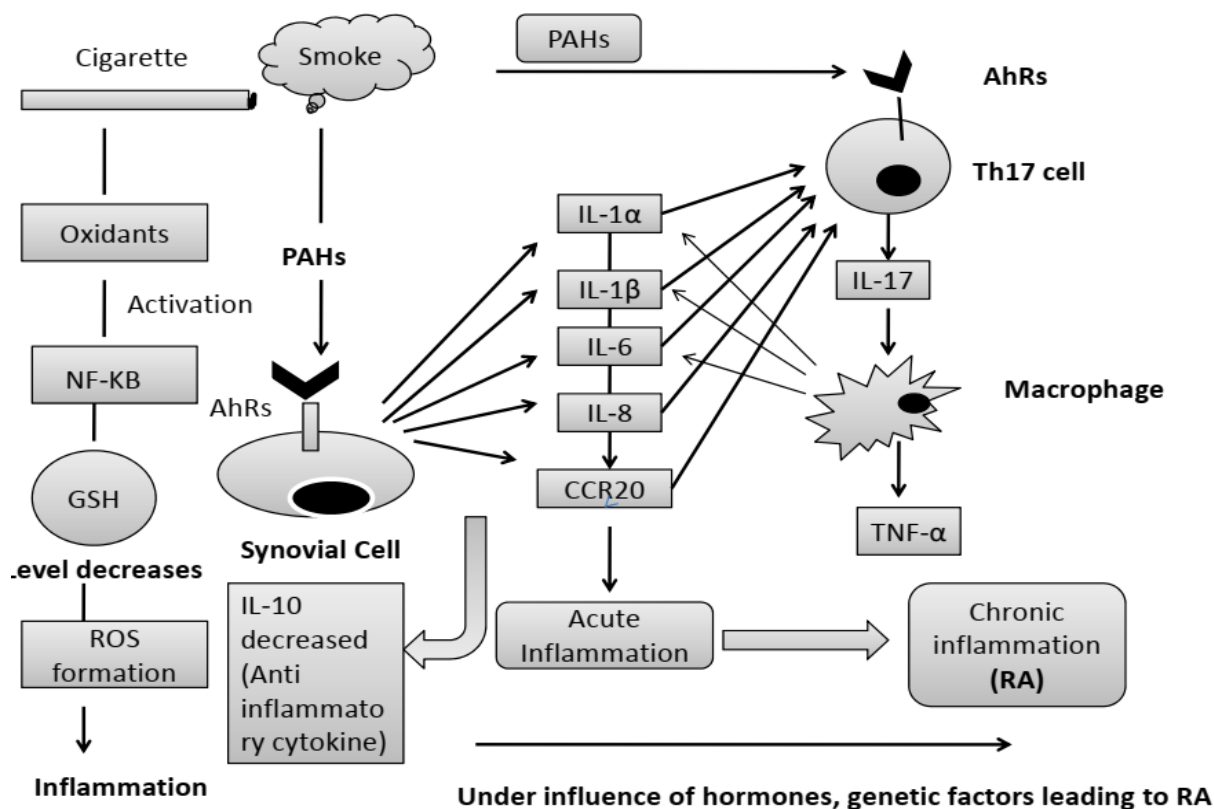 Cigarette
Smoke
PAHs
AhRs
Th17 cell
Oxidants
PAHs
Activation
NF-KB
AhRs
GSH
Level decreases
ROS
formation
Inflammation
Synovial Cell
IL-10
decreased
(Anti
inflammato
ry cytokine)
IL-1α
IL-1β
IL-6
IL-8
CCR20
Acute
Inflammation
IL-17
Macrophage
TNF-α
Chronic
inflammation
(RA)
Under influence of hormones, genetic factors leading to RA